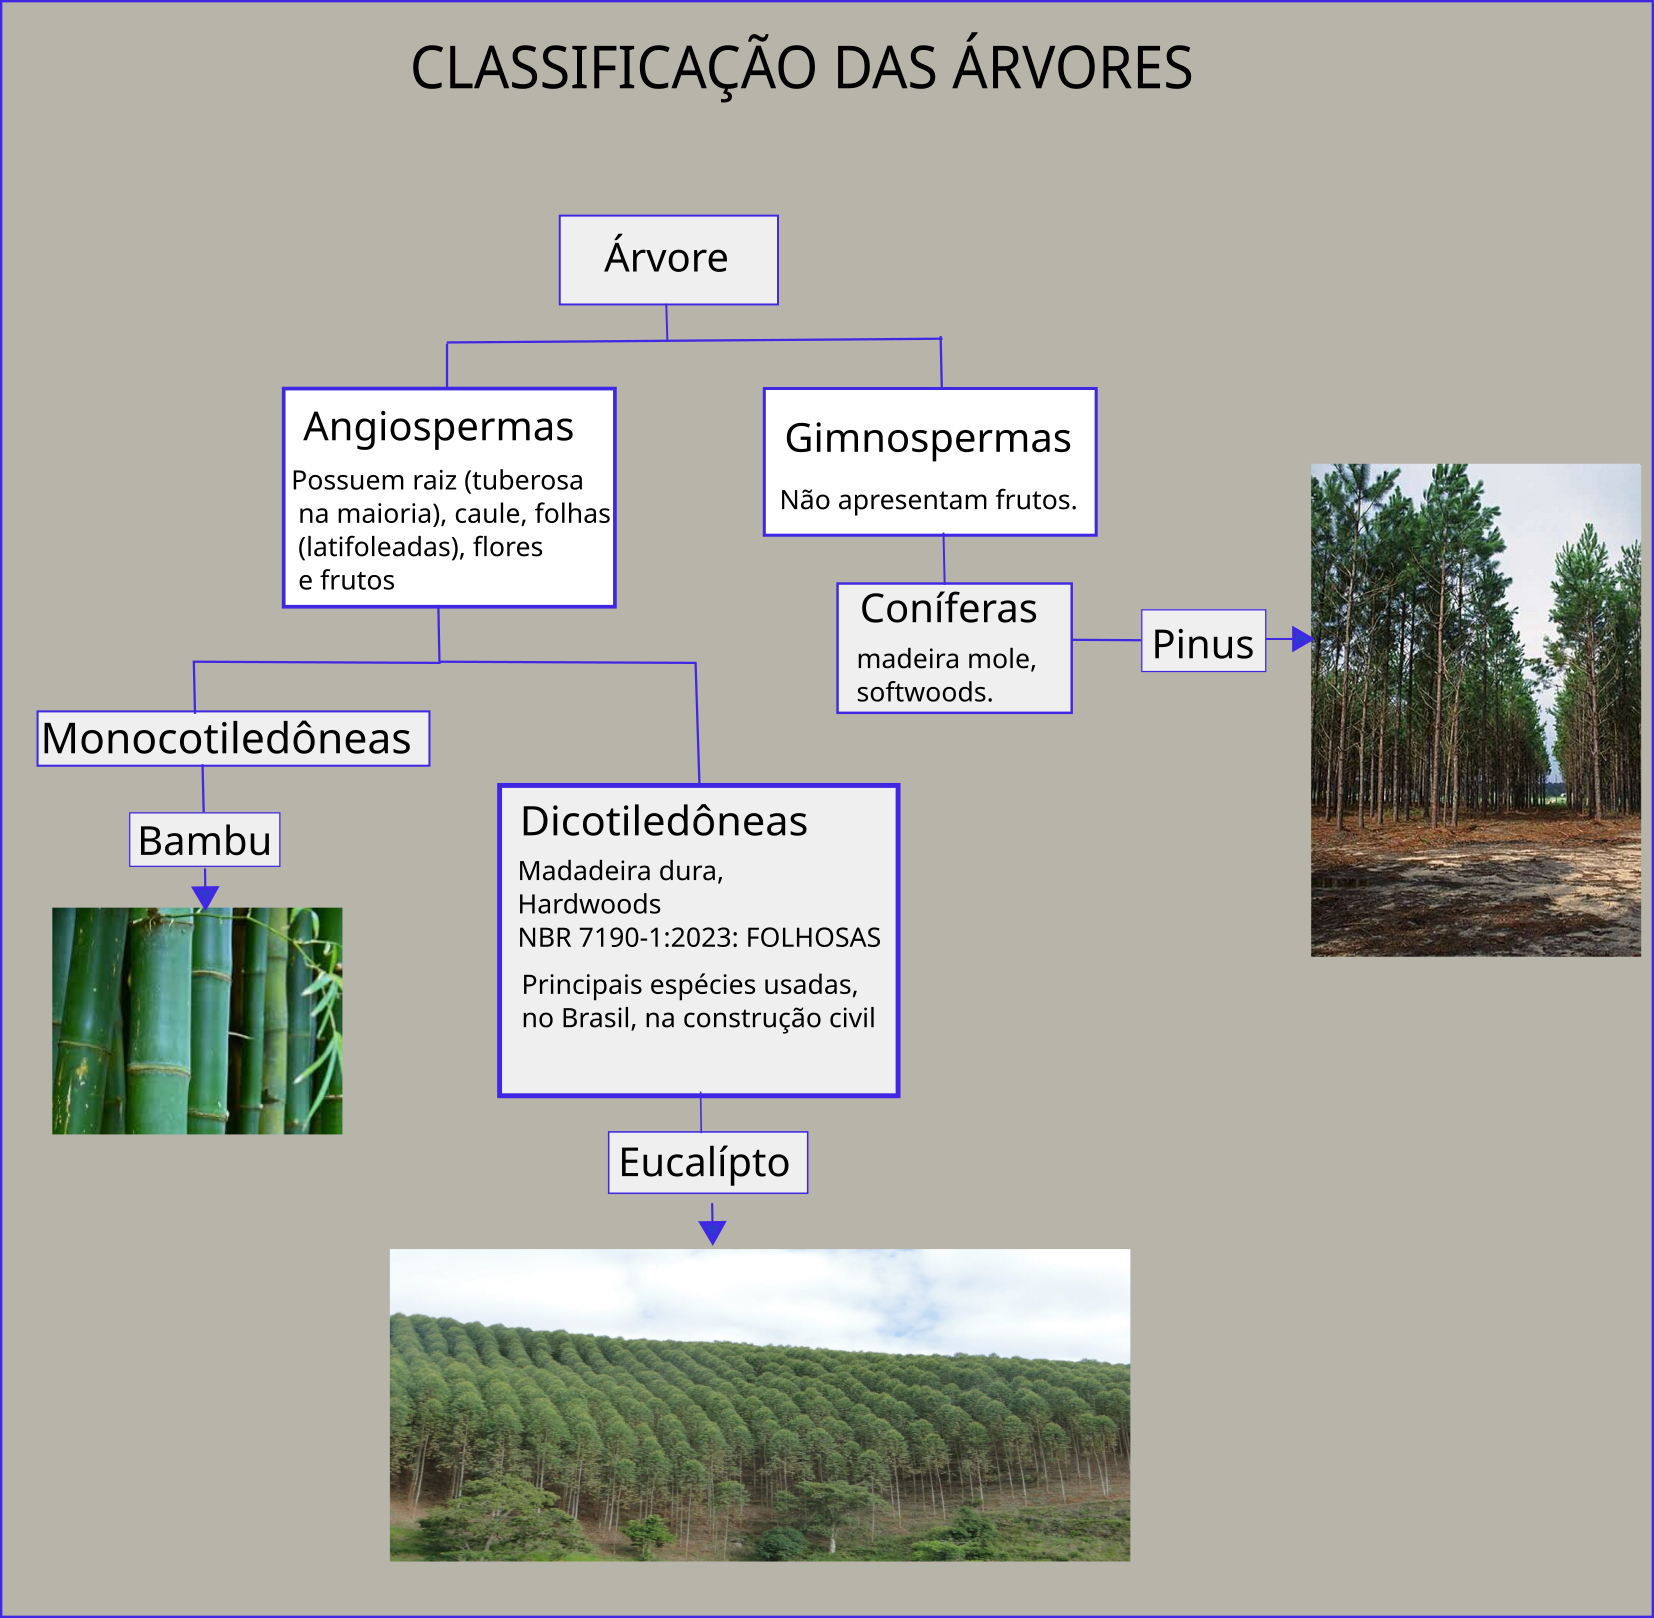 CLASSIFICAÇÃO DAS ÁRVORES
Árvore
Angiospermas
Possuem raiz (tuberosa
na maioria), caule, folhas
(latifoleadas), flores
e frutos
Gimnospermas
Não apresentam frutos.
Coníferas
madeira mole,
softwoods.
Pinus
Monocotiledôneas
Bambu
Dicotiledôneas
Madadeira dura,
Hardwoods
NBR 7190-1:2023: FOLHOSAS
Principais espécies usadas,
no Brasil, na construção civil
Eucalípto